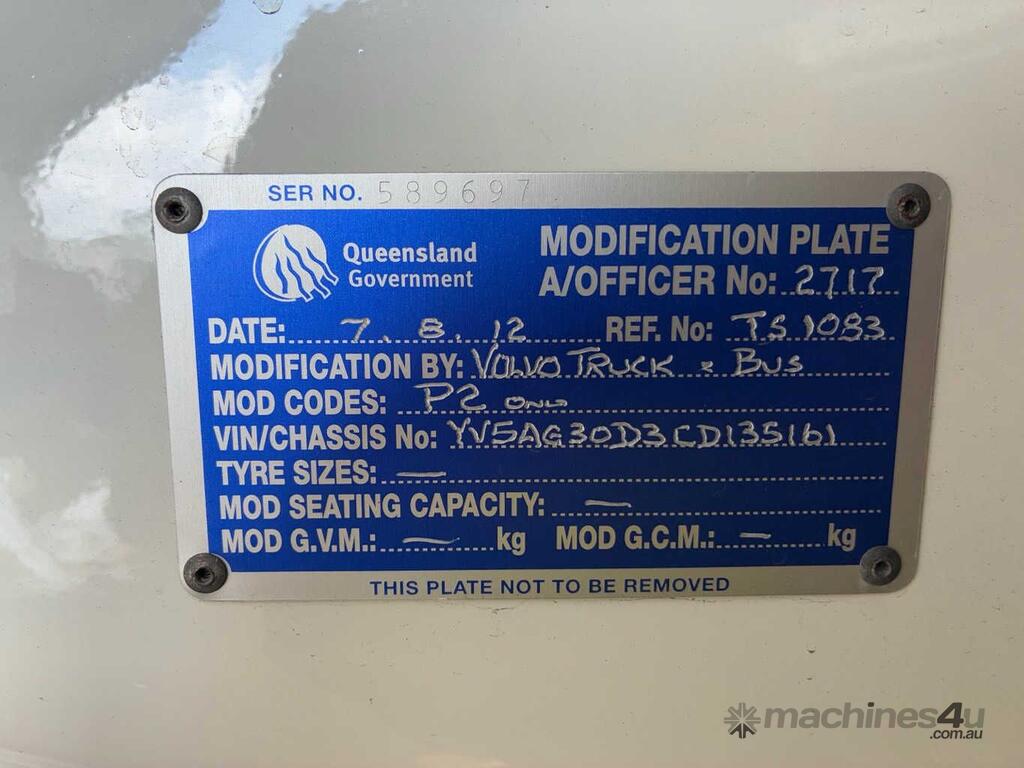 SER NO. 589697
Queensland
Government
MODIFICATION PLATE
A/OFFICER No: 2717
DATE: 7.8.12 REF. No: TS1083
MODIFICATION BY: VOLVO TRUCK & BUS
MOD CODES: P2 ONLY
VIN/CHASSIS No: YV5AG30D3CD135161
TYRE SIZES: —
MOD SEATING CAPACITY: —
MOD G.V.M.: — kg MOD G.C.M.: — kg
THIS PLATE NOT TO BE REMOVED
machines4u
.com.au